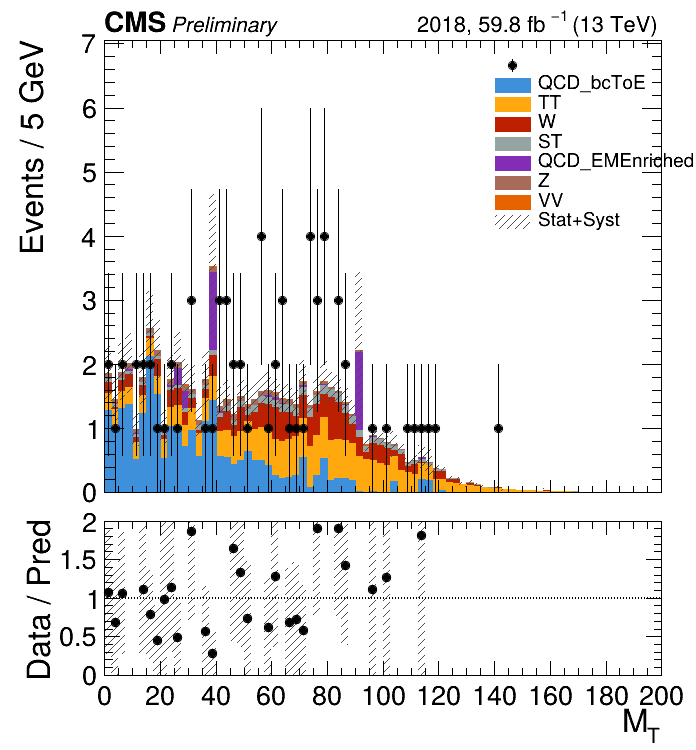 CMS Preliminary 2018, 59.8 fb⁻¹ (13 TeV)
Events / 5 GeV
7
6
5
4
3
2
1
0
QCD_bcToE
TT
W
ST
QCD_EMEnriched
Z
VV
Stat+Syst
Data / Pred
2
1.5
1
0.5
0
0 20 40 60 80 100 120 140 160 180 200
M_T